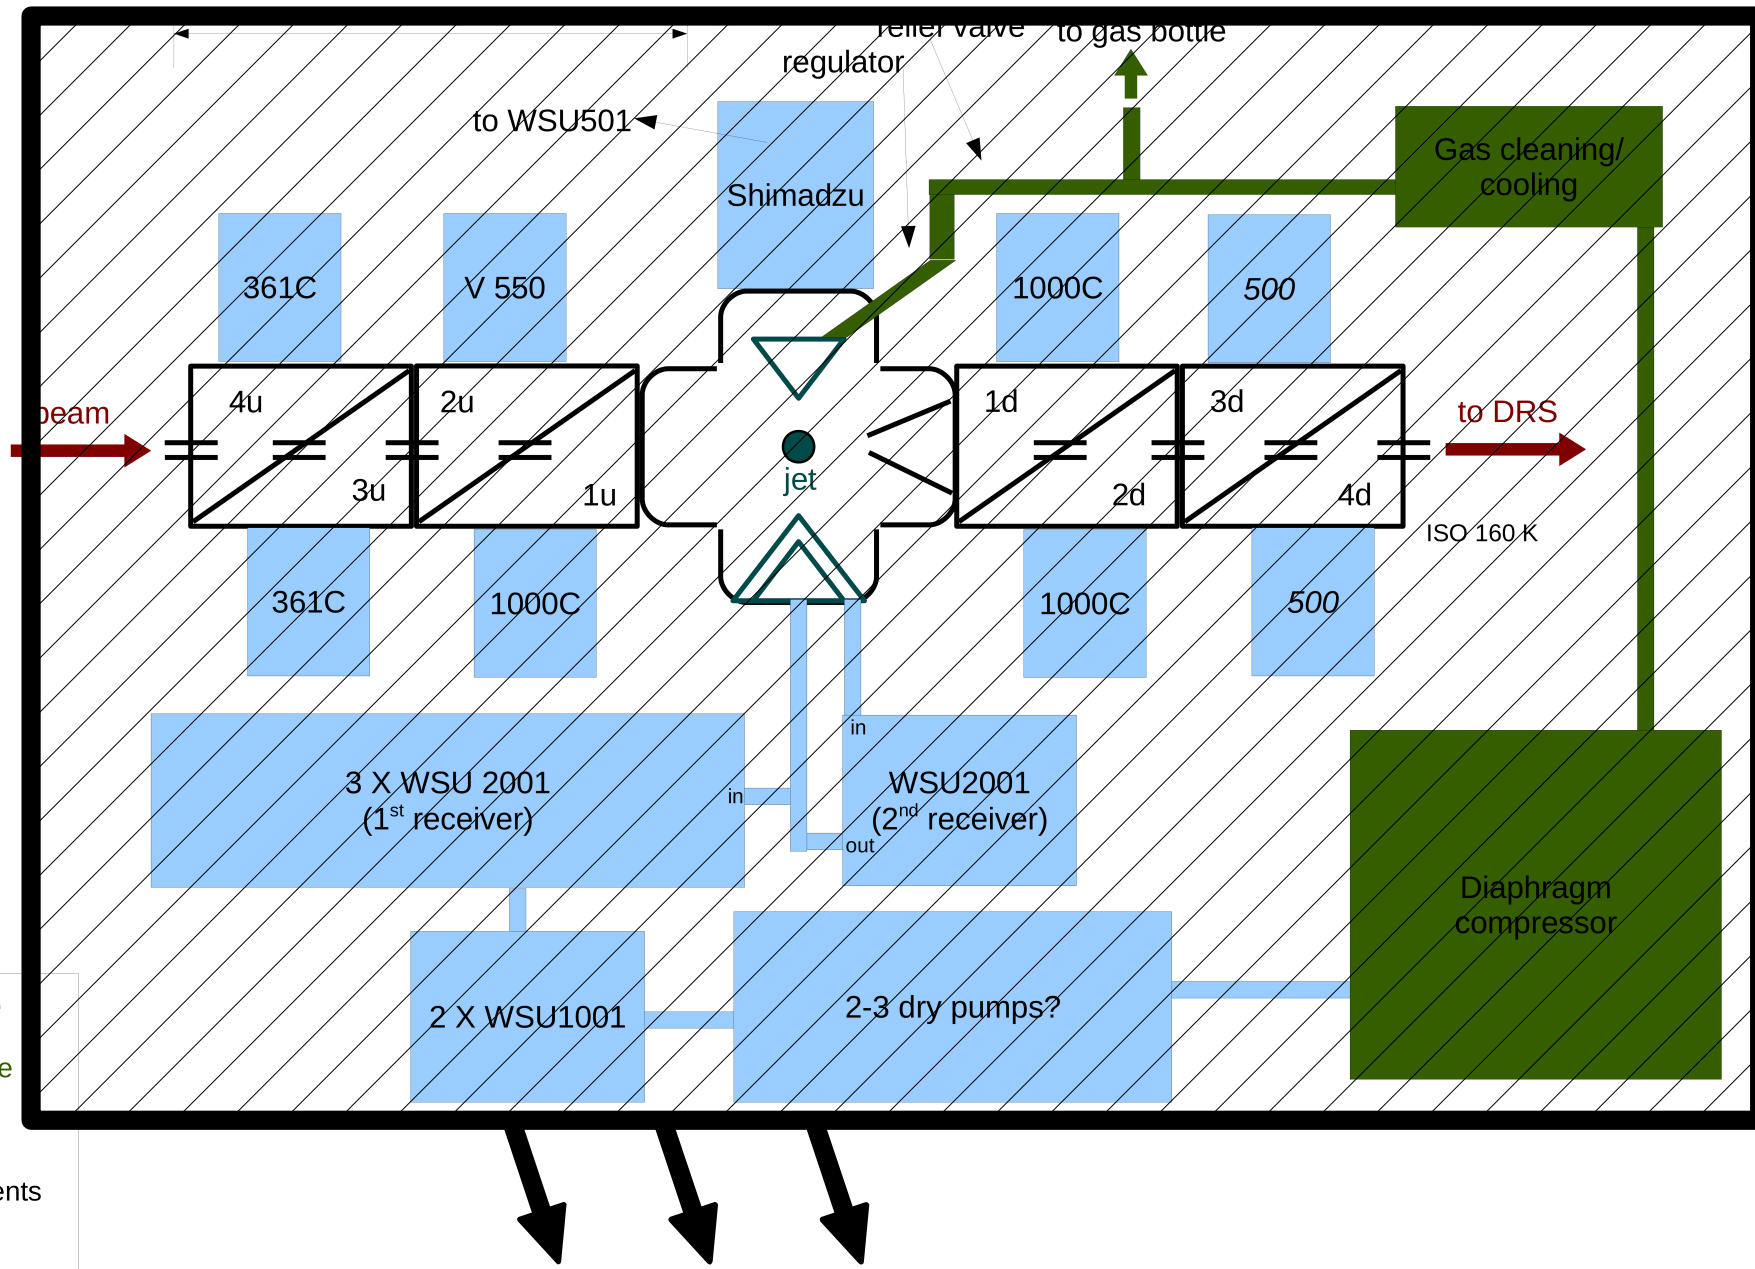 relief valve
to gas bottle
regulator
to WSU501
Shimadzu
Gas cleaning/
cooling
361C
V 550
1000C
500
4u
3u
2u
1u
1d
2d
3d
4d
beam
to DRS
jet
ISO 160 K
361C
1000C
1000C
500
in
3 X WSU 2001
(1st receiver)
in
WSU2001
(2nd receiver)
out
Diaphragm
compressor
2 X WSU1001
2-3 dry pumps?